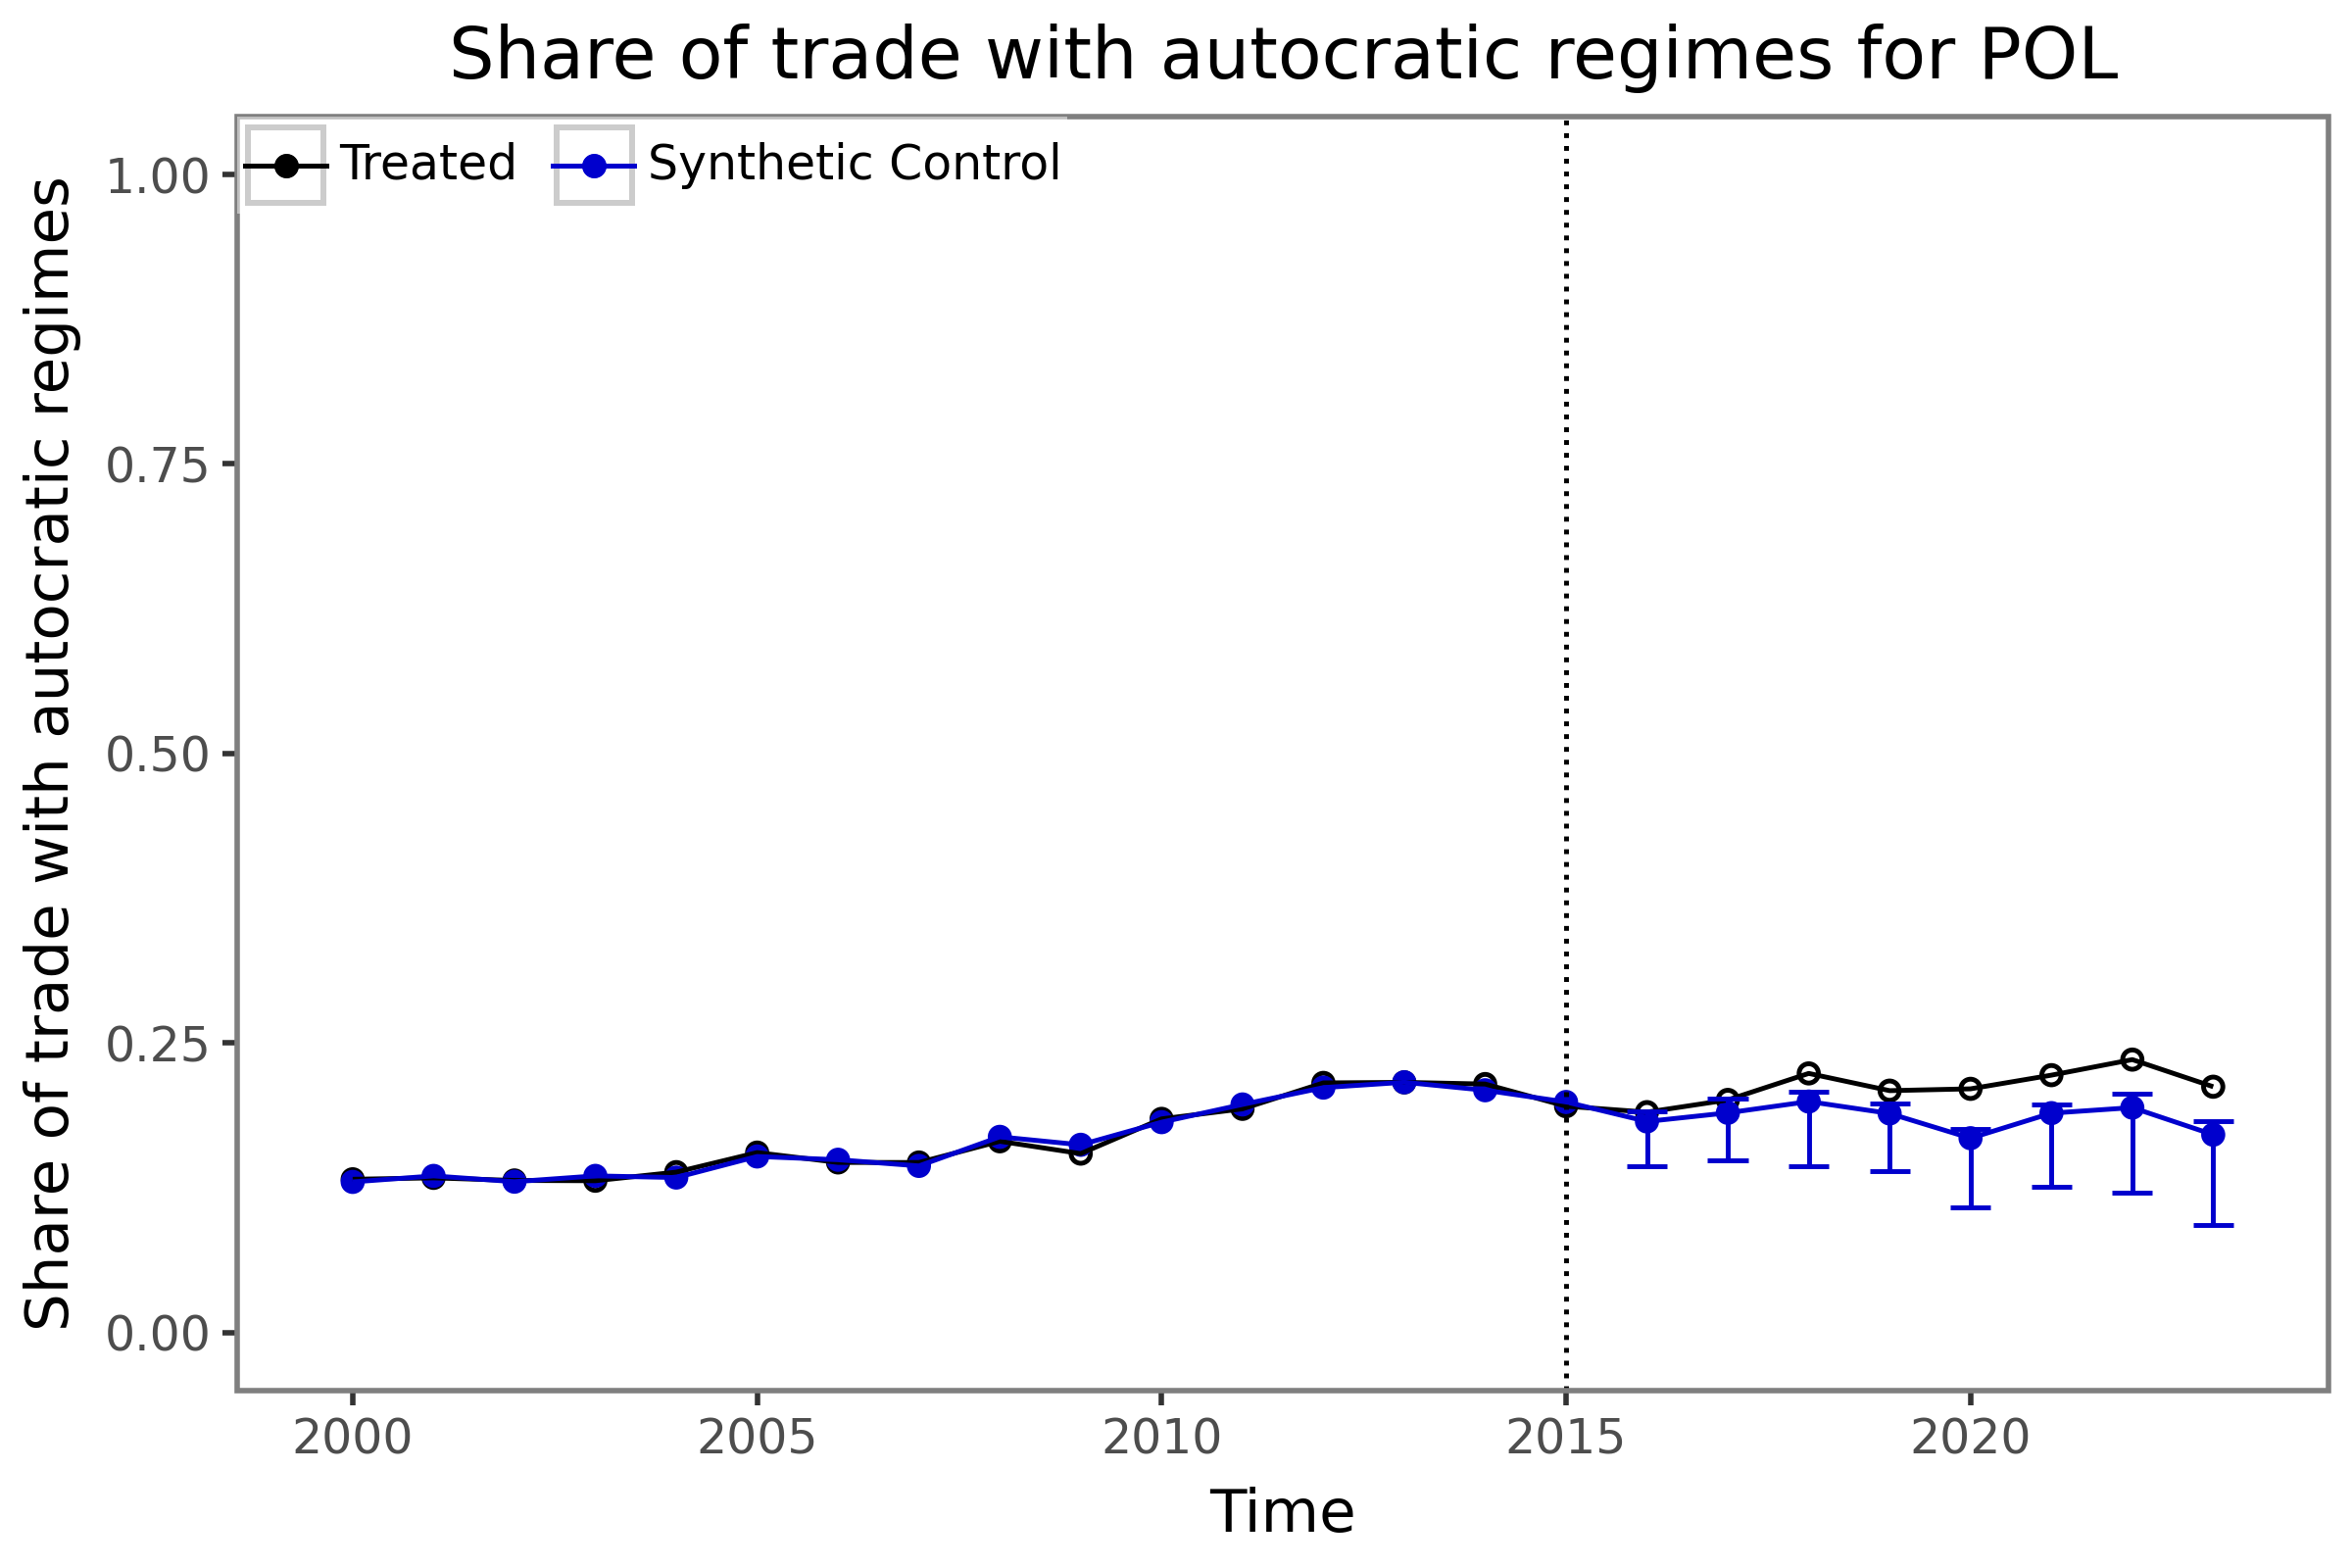 Share of trade with autocratic regimes for POL
Treated
Synthetic Control
Share of trade with autocratic regimes
1.00
0.75
0.50
0.25
0.00
2000
2005
2010
2015
2020
Time